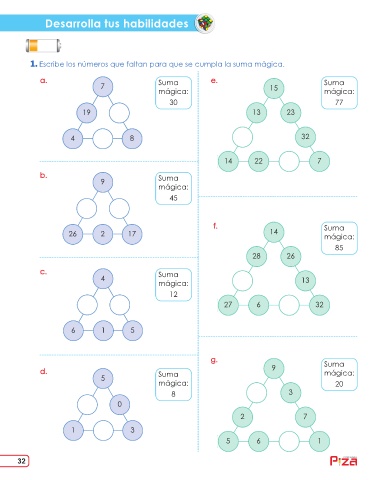 Desarrolla tus habilidades
1. Escribe los números que faltan para que se cumpla la suma mágica.
a.
7
19
4 8
Suma
mágica:
30
b.
9
26 2 17
Suma
mágica:
45
c.
4
6 1 5
Suma
mágica:
12
d.
5
0
1 3
Suma
mágica:
8
e.
15
13 23
32
14 22 7
Suma
mágica:
77
f.
14
28 26
13
27 6 32
Suma
mágica:
85
g.
9
3
2 7
5 6 1
Suma
mágica:
20
32